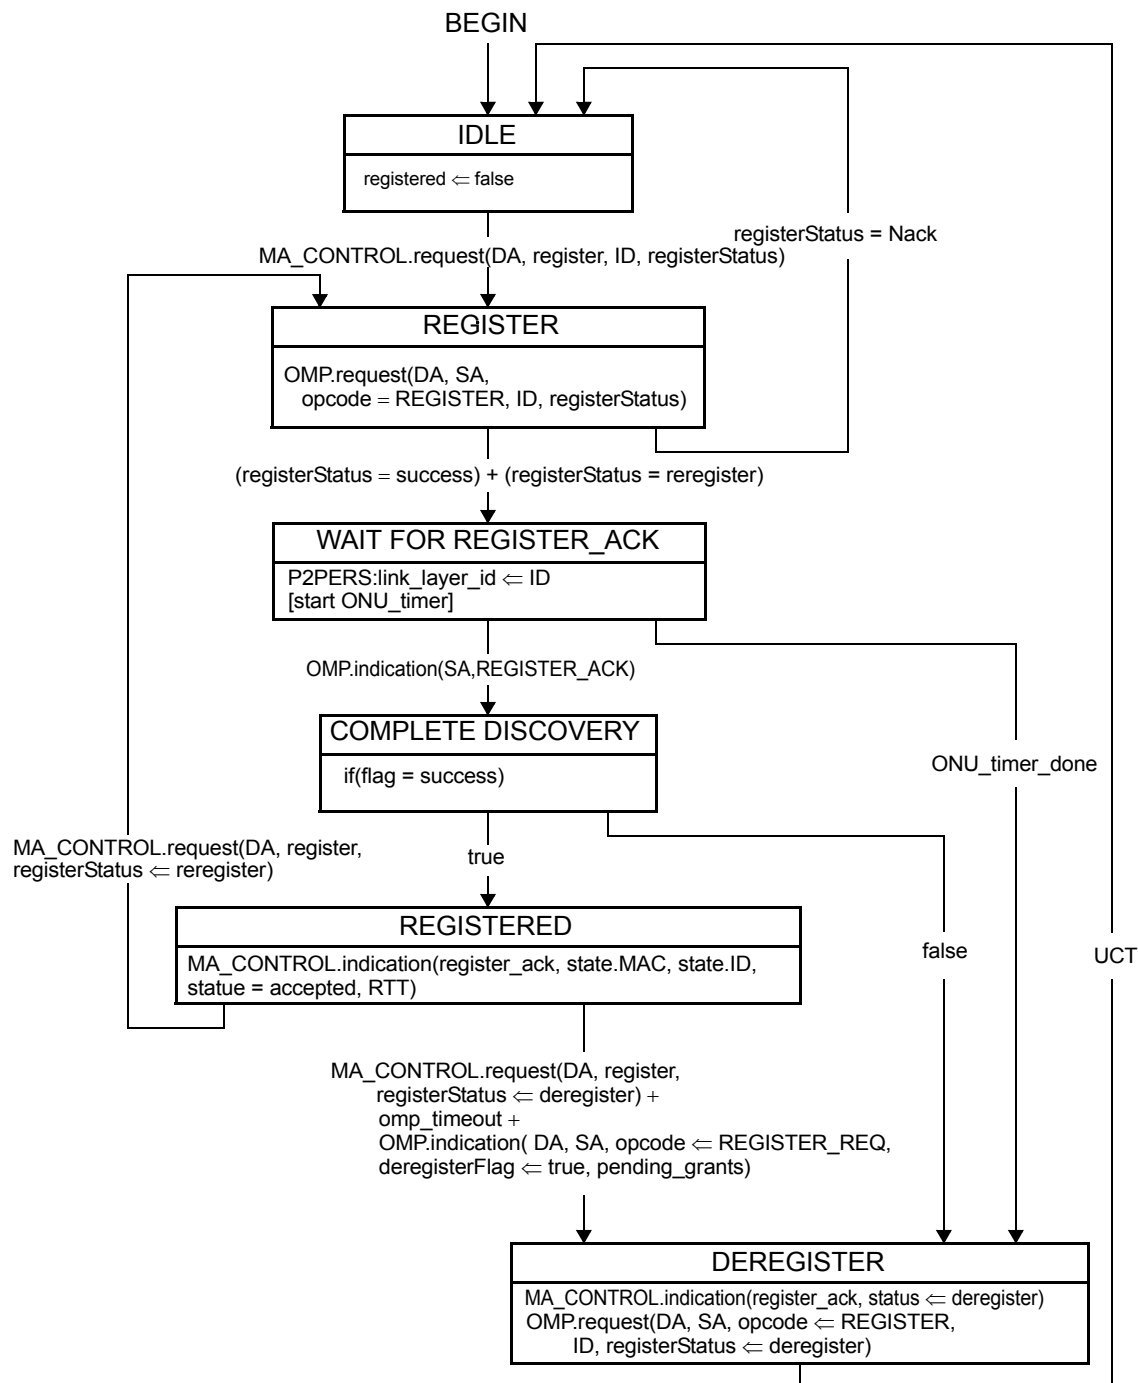 BEGIN
IDLE
registered ⇐ false
registerStatus = Nack
MA_CONTROL.request(DA, register, ID, registerStatus)
REGISTER
OMP.request(DA, SA,
opcode = REGISTER, ID, registerStatus)
(registerStatus = success) + (registerStatus = reregister)
WAIT FOR REGISTER_ACK
P2PERS:link_layer_id ⇐ ID
[start ONU_timer]
OMP.indication(SA,REGISTER_ACK)
COMPLETE DISCOVERY
if(flag = success)
ONU_timer_done
MA_CONTROL.request(DA, register,
registerStatus ⇐ reregister)
true
REGISTERED
MA_CONTROL.indication(register_ack, state.MAC, state.ID,
statue = accepted, RTT)
false
UCT
MA_CONTROL.request(DA, register,
registerStatus ⇐ deregister) +
omp_timeout +
OMP.indication( DA, SA, opcode ⇐ REGISTER_REQ,
deregisterFlag ⇐ true, pending_grants)
DEREGISTER
MA_CONTROL.indication(register_ack, status ⇐ deregister)
OMP.request(DA, SA, opcode ⇐ REGISTER,
ID, registerStatus ⇐ deregister)